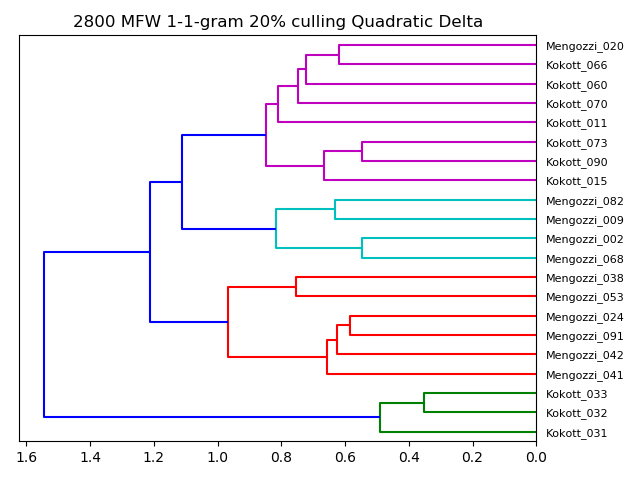 2800 MFW 1-1-gram 20% culling Quadratic Delta
Mengozzi_020
Kokott_066
Kokott_060
Kokott_070
Kokott_011
Kokott_073
Kokott_090
Kokott_015
Mengozzi_082
Mengozzi_009
Mengozzi_002
Mengozzi_068
Mengozzi_038
Mengozzi_053
Mengozzi_024
Mengozzi_091
Mengozzi_042
Mengozzi_041
Kokott_033
Kokott_032
Kokott_031
1.6 1.4 1.2 1.0 0.8 0.6 0.4 0.2 0.0